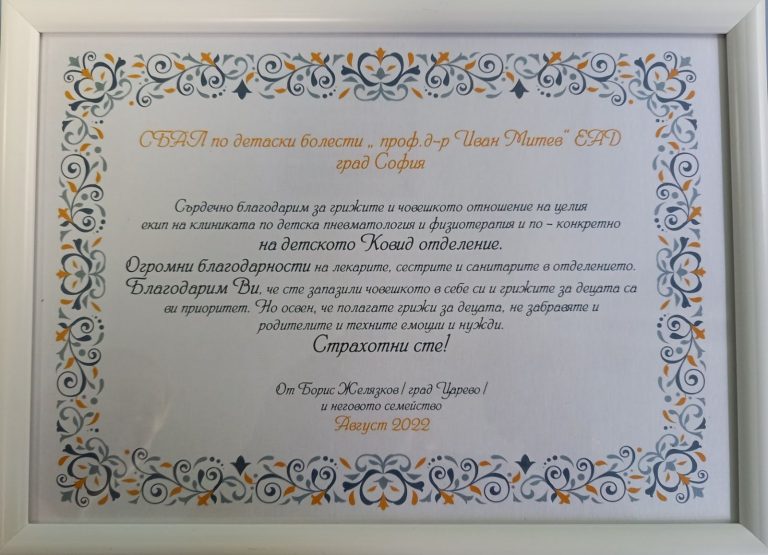 СБАЛ по детаски болести „ проф.д-р Иван Митев“ ЕАД
град София
Сърдечно благодарим за грижите и човешкото отношение на целия
екип на клиниката по детска пневматология и физиотерапия и по – конкретно
на детското Ковид отделение.
Огромни благодарности на лекарите, сестрите и санитарите в отделението.
Благодарим Ви, че сте запазили човешкото в себе си и грижите за децата са
ви приоритет. Но освен, че полагате грижи за децата, не забравяте и
родителите и техните емоции и нужди.
Страхотни сте!
От Борис Желязков / град Царево /
и неговото семейство
Август 2022